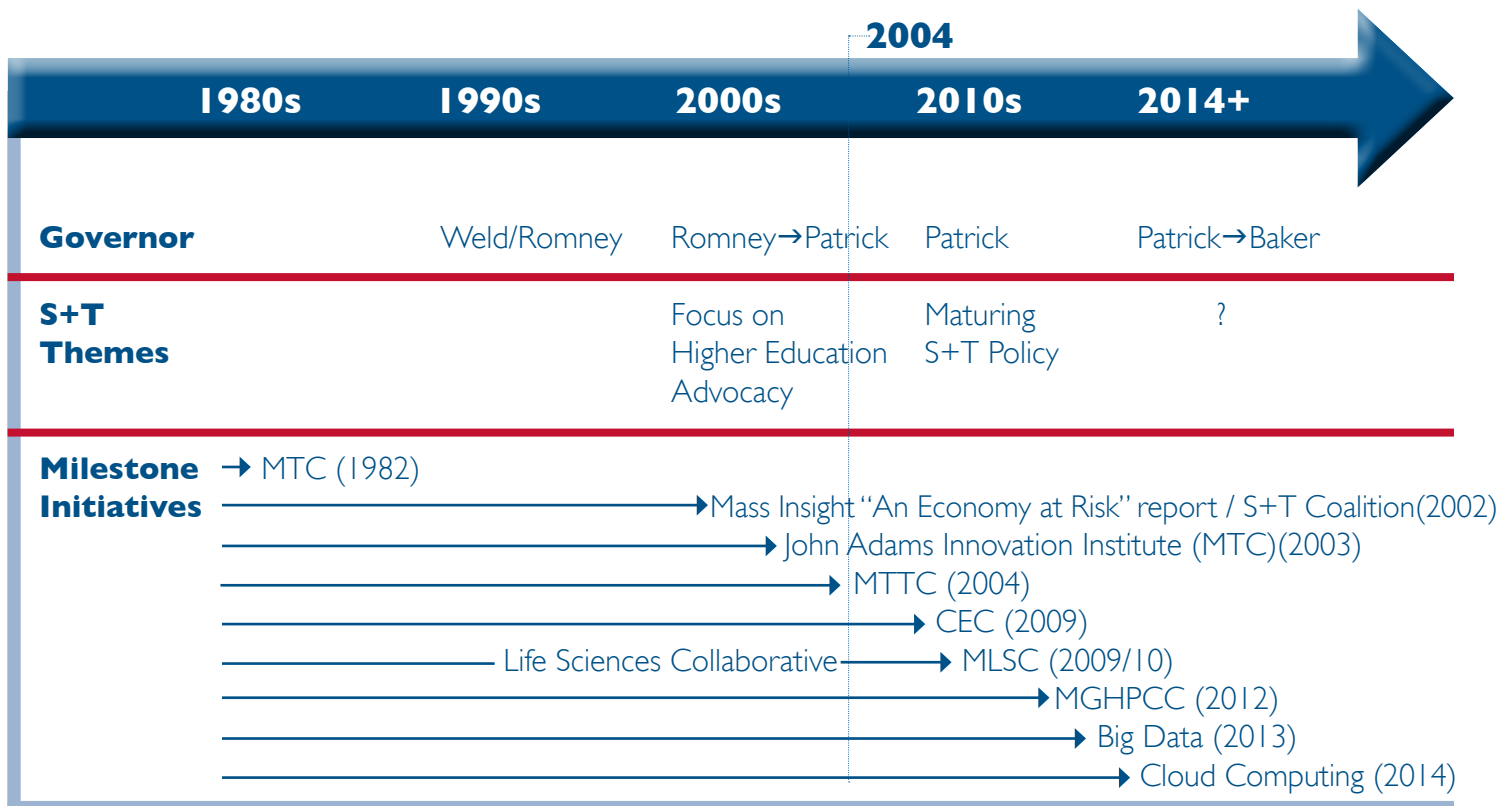 2004
1980s 1990s 2000s 2010s 2014+
Governor Weld/Romney Romney→Patrick Patrick Patrick→Baker
S+T Themes
Focus on
Higher Education
Advocacy
Maturing
S+T Policy
?
Milestone Initiatives
MTC (1982)
Mass Insight “An Economy at Risk” report / S+T Coalition(2002)
John Adams Innovation Institute (MTC)(2003)
MTTC (2004)
CEC (2009)
Life Sciences Collaborative MLSC (2009/10)
MGHPCC (2012)
Big Data (2013)
Cloud Computing (2014)